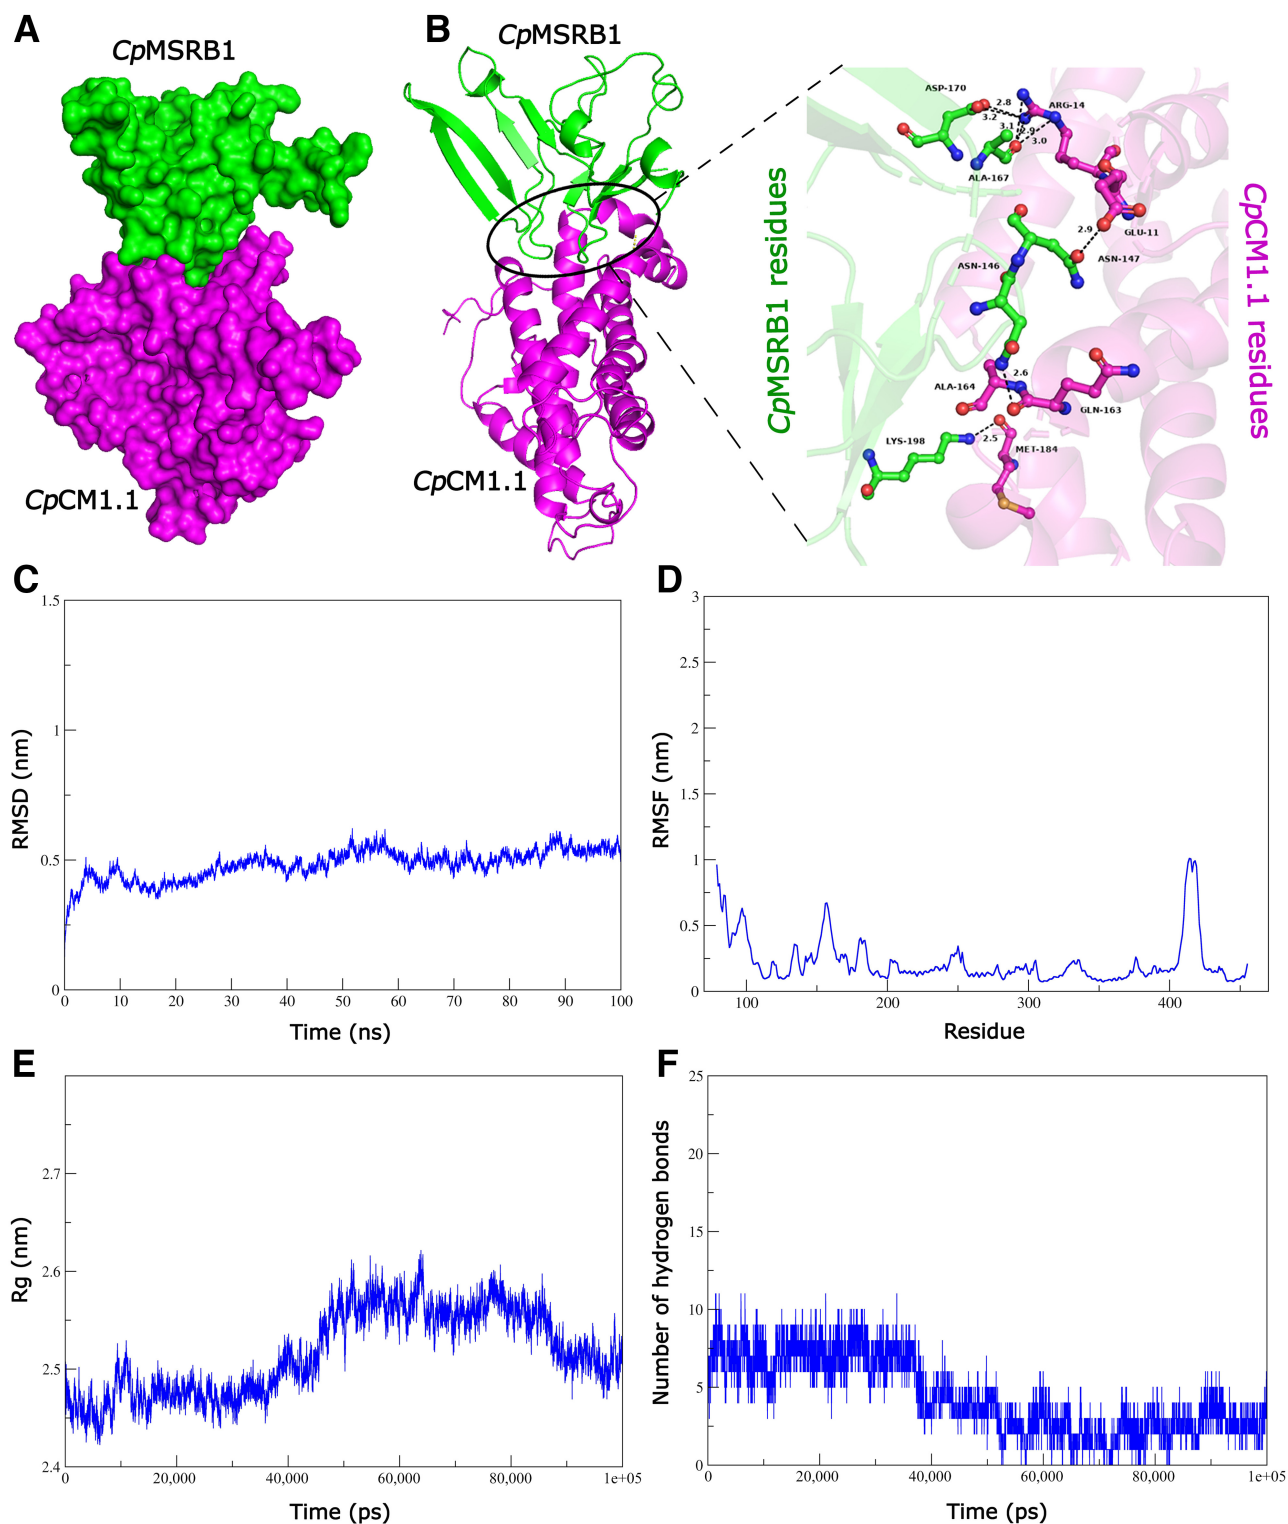 A
CpMSRB1
CpCM1.1
B
CpMSRB1
CpCM1.1
CpMSRB1 residues
ASP-170
2.8
ARG-14
3.2
3.1
2.9
3.0
ALA-167
GLU-11
2.9
ASN-146
ASN-147
2.6
ALA-164
GLN-163
LYS-198
2.5
MET-184
CpCM1.1 residues
C
1.5
1
0.5
0
RMSD (nm)
0 10 20 30 40 50 60 70 80 90 100
Time (ns)
D
3
2.5
2
1.5
1
0.5
0
RMSF (nm)
100 200 300 400
Residue
E
2.7
2.6
2.5
2.4
Rg (nm)
0 20,000 40,000 60,000 80,000 1e+05
Time (ps)
F
25
20
15
10
5
0
Number of hydrogen bonds
0 20,000 40,000 60,000 80,000 1e+05
Time (ps)